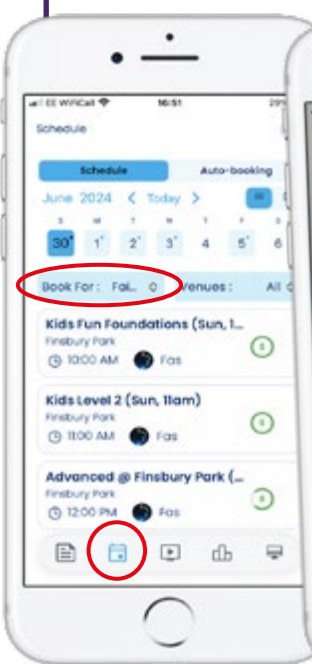 EE WiFiCall 16:51 29%
Schedule
Schedule Auto-booking
June 2024 < Today >
S M T W T F S
30 1 2 3 4 5 6
Book For : Fai... Venues : All
Kids Fun Foundations (Sun, 1...
Finsbury Park
10:00 AM Fas
Kids Level 2 (Sun, 11am)
Finsbury Park
11:00 AM Fas
Advanced @ Finsbury Park (...
Finsbury Park
12:00 PM Fas